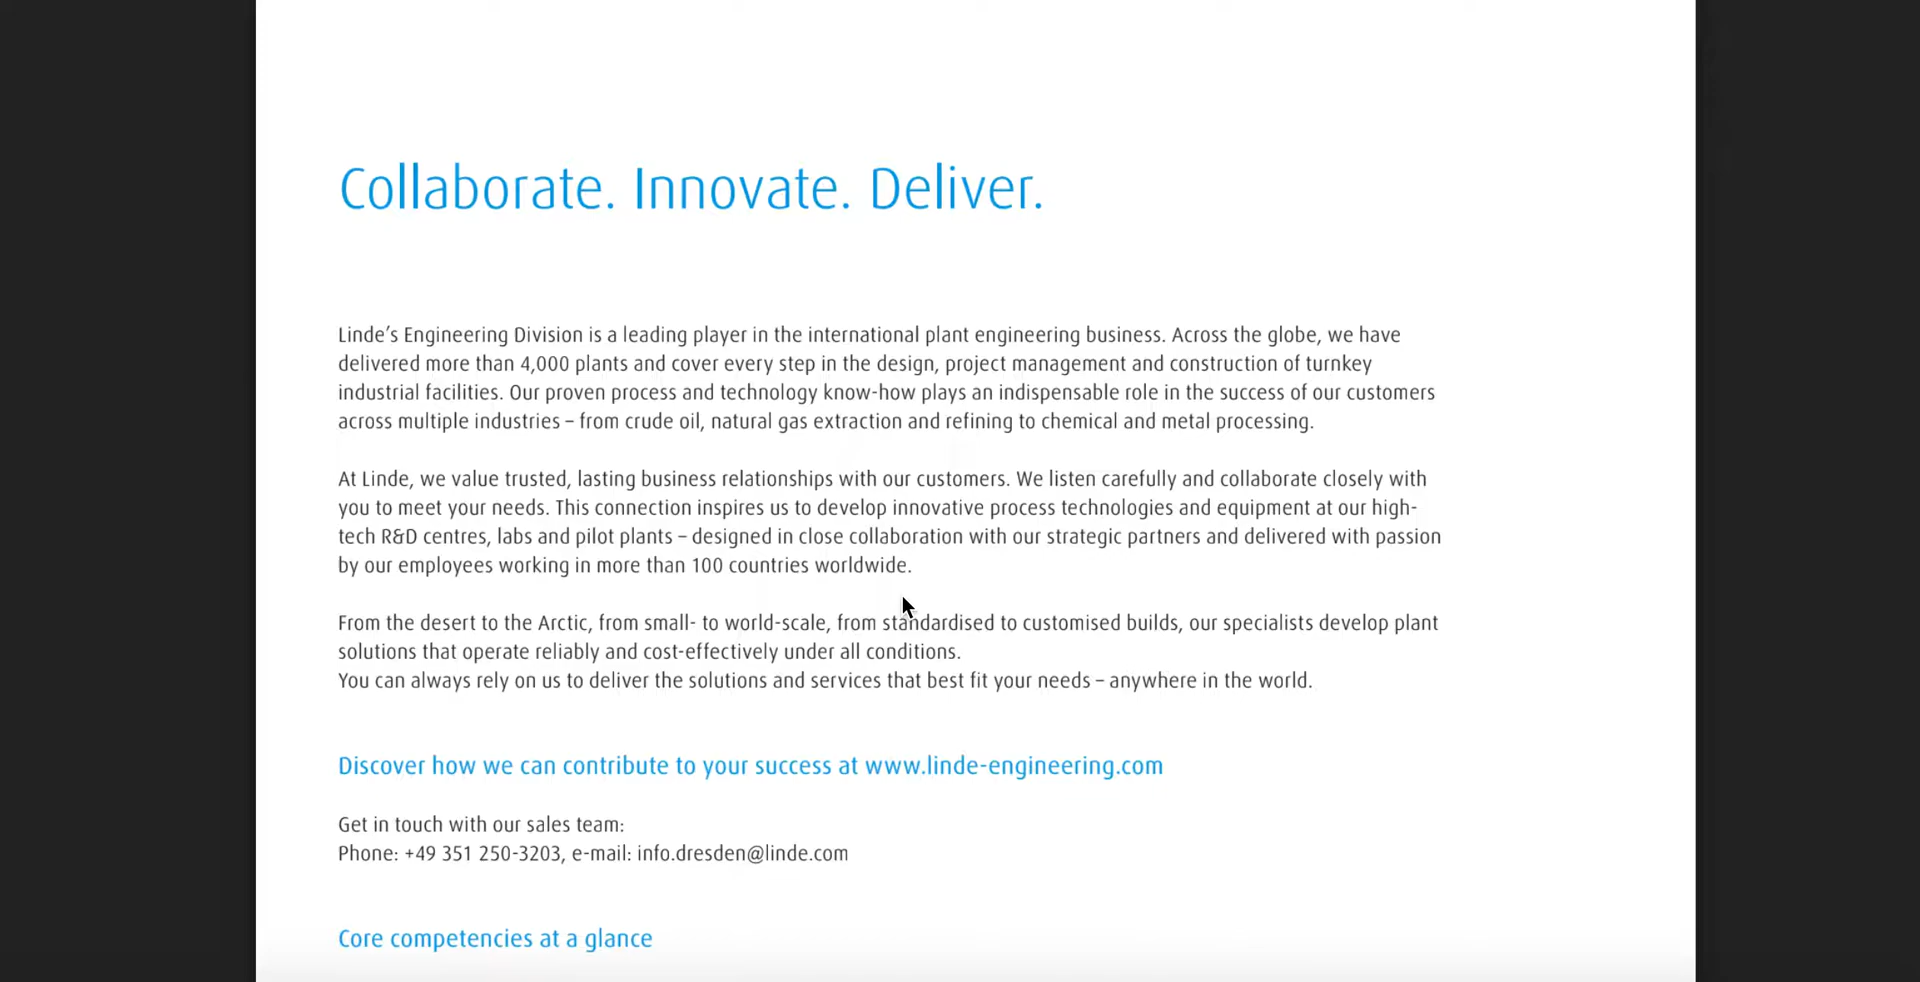 Collaborate. Innovate. Deliver.
Linde’s Engineering Division is a leading player in the international plant engineering business. Across the globe, we have
delivered more than 4,000 plants and cover every step in the design, project management and construction of turnkey
industrial facilities. Our proven process and technology know-how plays an indispensable role in the success of our customers
across multiple industries – from crude oil, natural gas extraction and refining to chemical and metal processing.
At Linde, we value trusted, lasting business relationships with our customers. We listen carefully and collaborate closely with
you to meet your needs. This connection inspires us to develop innovative process technologies and equipment at our high-
tech R&D centres, labs and pilot plants – designed in close collaboration with our strategic partners and delivered with passion
by our employees working in more than 100 countries worldwide.
From the desert to the Arctic, from small- to world-scale, from standardised to customised builds, our specialists develop plant
solutions that operate reliably and cost-effectively under all conditions.
You can always rely on us to deliver the solutions and services that best fit your needs – anywhere in the world.
Discover how we can contribute to your success at www.linde-engineering.com
Get in touch with our sales team:
Phone: +49 351 250-3203, e-mail: info.dresden@linde.com
Core competencies at a glance